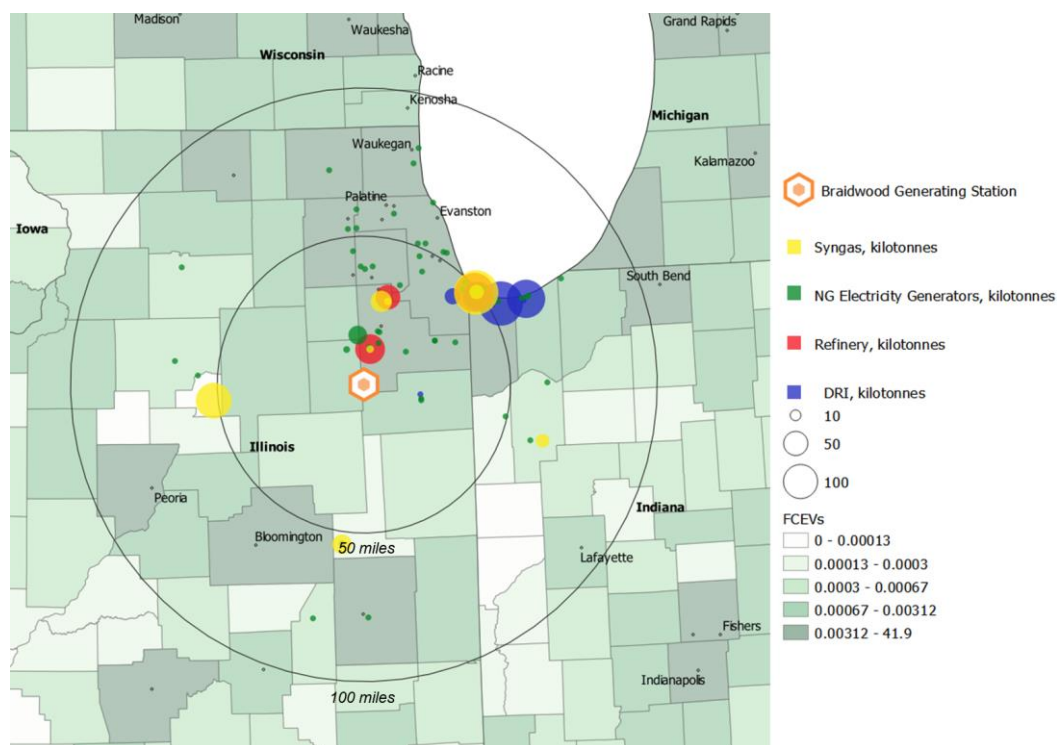 Madison
Waukesha
Grand Rapids
Wisconsin
Racine
Kenosha
Michigan
Waukegan
Kalamazoo
Palatine
Evanston
Iowa
South Bend
Illinois
Peoria
Bloomington
50 miles
Indiana
Lafayette
Fishers
Indianapolis
100 miles
Braidwood Generating Station
Syngas, kilotonnes
NG Electricity Generators, kilotonnes
Refinery, kilotonnes
DRI, kilotonnes
10
50
100
FCEVs
0 - 0.00013
0.00013 - 0.0003
0.0003 - 0.00067
0.00067 - 0.00312
0.00312 - 41.9